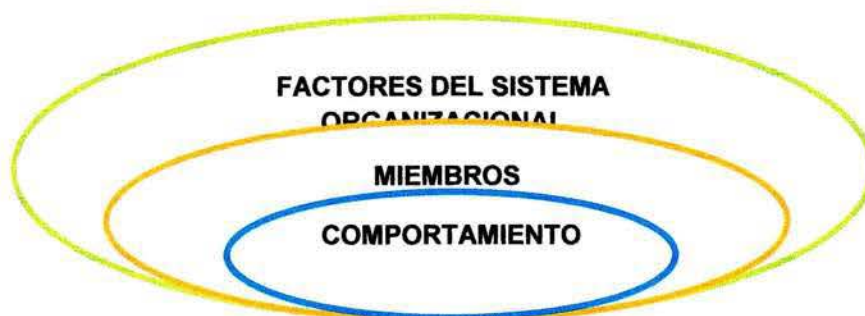 FACTORES DEL SISTEMA
ORGANIZACIONAL
MIEMBROS
COMPORTAMIENTO